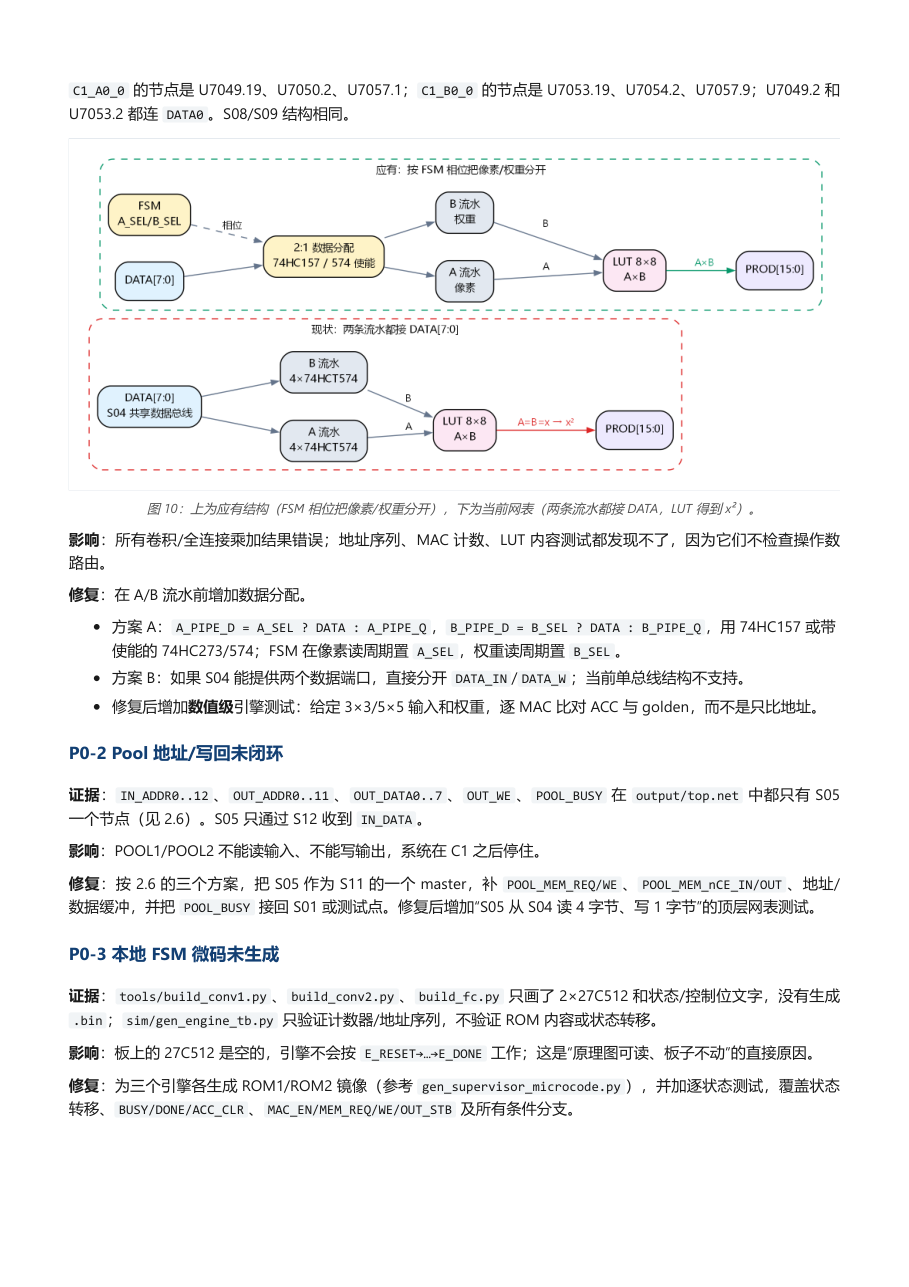 C1_A0_0 的节点是 U7049.19、U7050.2、U7057.1；C1_B0_0 的节点是 U7053.19、U7054.2、U7057.9；U7049.2 和
U7053.2 都连 DATA0。S08/S09 结构相同。
应有：按 FSM 相位把像素/权重分开
FSM
A_SEL/B_SEL
相位
DATA[7:0]
2:1 数据分配
74HC157 / 574 使能
B 流水
权重
A 流水
像素
B
A
LUT 8×8
A×B
A×B
PROD[15:0]
现状：两条流水都接 DATA[7:0]
DATA[7:0]
S04 共享数据总线
B 流水
4×74HCT574
A 流水
4×74HCT574
B
A
LUT 8×8
A×B
A=B=x → x²
PROD[15:0]
图 10：上为应有结构（FSM 相位把像素/权重分开），下为当前网表（两条流水都接 DATA，LUT 得到 x²）。
影响：所有卷积/全连接乘加结果错误；地址序列、MAC 计数、LUT 内容测试都发现不了，因为它们不检查操作数
路由。
修复：在 A/B 流水前增加数据分配。
• 方案 A：A_PIPE_D = A_SEL ? DATA : A_PIPE_Q，B_PIPE_D = B_SEL ? DATA : B_PIPE_Q，用 74HC157 或带
使能的 74HC273/574；FSM 在像素读周期置 A_SEL，权重读周期置 B_SEL。
• 方案 B：如果 S04 能提供两个数据端口，直接分开 DATA_IN/DATA_W；当前单总线结构不支持。
• 修复后增加数值级引擎测试：给定 3×3/5×5 输入和权重，逐 MAC 比对 ACC 与 golden，而不是只比地址。
P0-2 Pool 地址/写回未闭环
证据：IN_ADDR0..12、OUT_ADDR0..11、OUT_DATA0..7、OUT_WE、POOL_BUSY 在 output/top.net 中都只有 S05
一个节点（见 2.6）。S05 只通过 S12 收到 IN_DATA。
影响：POOL1/POOL2 不能读输入、不能写输出，系统在 C1 之后停住。
修复：按 2.6 的三个方案，把 S05 作为 S11 的一个 master，补 POOL_MEM_REQ/WE、POOL_MEM_nCE_IN/OUT、地址/
数据缓冲，并把 POOL_BUSY 接回 S01 或测试点。修复后增加"S05 从 S04 读 4 字节、写 1 字节"的顶层网表测试。
P0-3 本地 FSM 微码未生成
证据：tools/build_conv1.py、build_conv2.py、build_fc.py 只画了 2×27C512 和状态/控制位文字，没有生成
.bin；sim/gen_engine_tb.py 只验证计数器/地址序列，不验证 ROM 内容或状态转移。
影响：板上的 27C512 是空的，引擎不会按 E_RESET→…→E_DONE 工作；这是"原理图可读、板子不动"的直接原因。
修复：为三个引擎各生成 ROM1/ROM2 镜像（参考 gen_supervisor_microcode.py），并加逐状态测试，覆盖状态
转移、BUSY/DONE/ACC_CLR、MAC_EN/MEM_REQ/WE/OUT_STB 及所有条件分支。